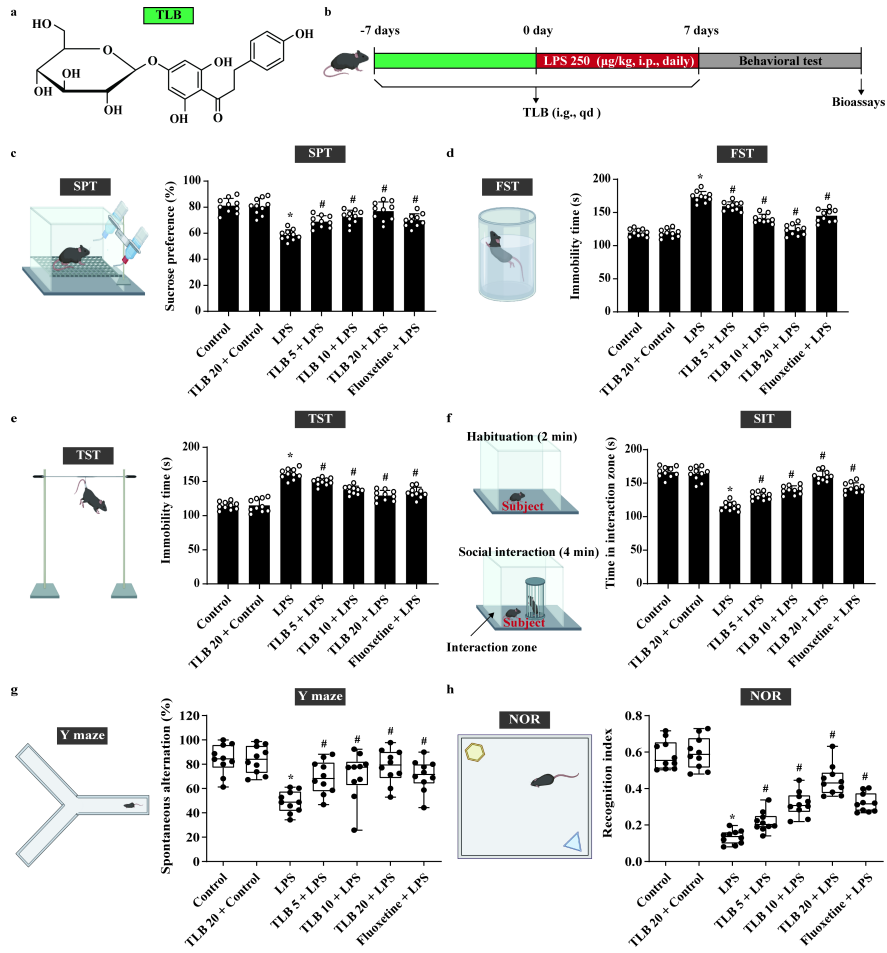 a
TLB
HO
HO
OH
OH
O
O
OH
OH
O
OH
b
-7 days
0 day
7 days
LPS 250 (μg/kg, i.p., daily)
Behavioral test
TLB (i.g., qd )
Bioassays
c
SPT
SPT
Sucrose preference (%)
100
80
60
40
20
0
*
#
#
#
#
Control
TLB 20 + Control
LPS
TLB 5 + LPS
TLB 10 + LPS
TLB 20 + LPS
Fluoxetine + LPS
d
FST
FST
Immobility time (s)
200
150
100
50
0
*
#
#
#
#
Control
TLB 20 + Control
LPS
TLB 5 + LPS
TLB 10 + LPS
TLB 20 + LPS
Fluoxetine + LPS
e
TST
TST
Immobility time (s)
200
150
100
50
0
*
#
#
#
#
Control
TLB 20 + Control
LPS
TLB 5 + LPS
TLB 10 + LPS
TLB 20 + LPS
Fluoxetine + LPS
f
Habituation (2 min)
Subject
Social interaction (4 min)
Subject
Interaction zone
SIT
Time in interaction zone (s)
200
150
100
50
0
*
#
#
#
#
Control
TLB 20 + Control
LPS
TLB 5 + LPS
TLB 10 + LPS
TLB 20 + LPS
Fluoxetine + LPS
g
Y maze
Y maze
Spontaneous alternation (%)
120
100
80
60
40
20
0
*
#
#
#
#
Control
TLB 20 + Control
LPS
TLB 5 + LPS
TLB 10 + LPS
TLB 20 + LPS
Fluoxetine + LPS
h
NOR
NOR
Recognition index
0.8
0.6
0.4
0.2
0.0
*
#
#
#
#
Control
TLB 20 + Control
LPS
TLB 5 + LPS
TLB 10 + LPS
TLB 20 + LPS
Fluoxetine + LPS